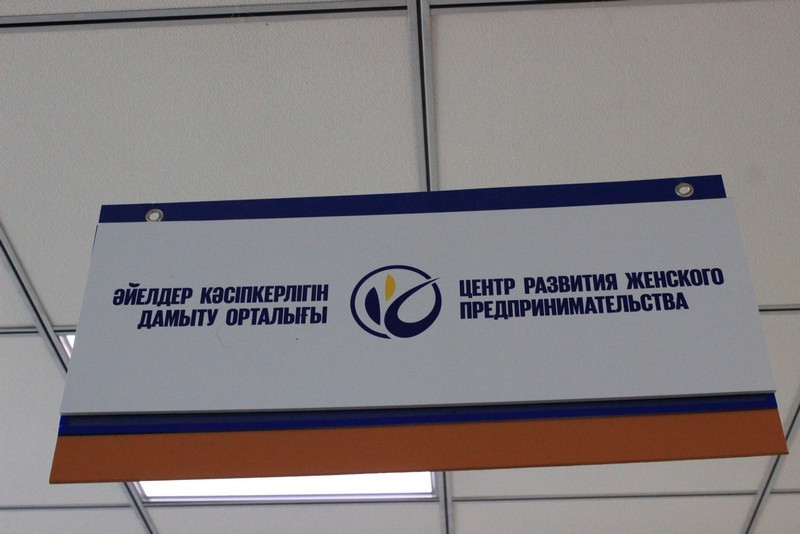 ӘЙЕЛДЕР КӘСІПКЕРЛІГІН
ДАМЫТУ ОРТАЛЫҒЫ
ЦЕНТР РАЗВИТИЯ ЖЕНСКОГО
ПРЕДПРИНИМАТЕЛЬСТВА